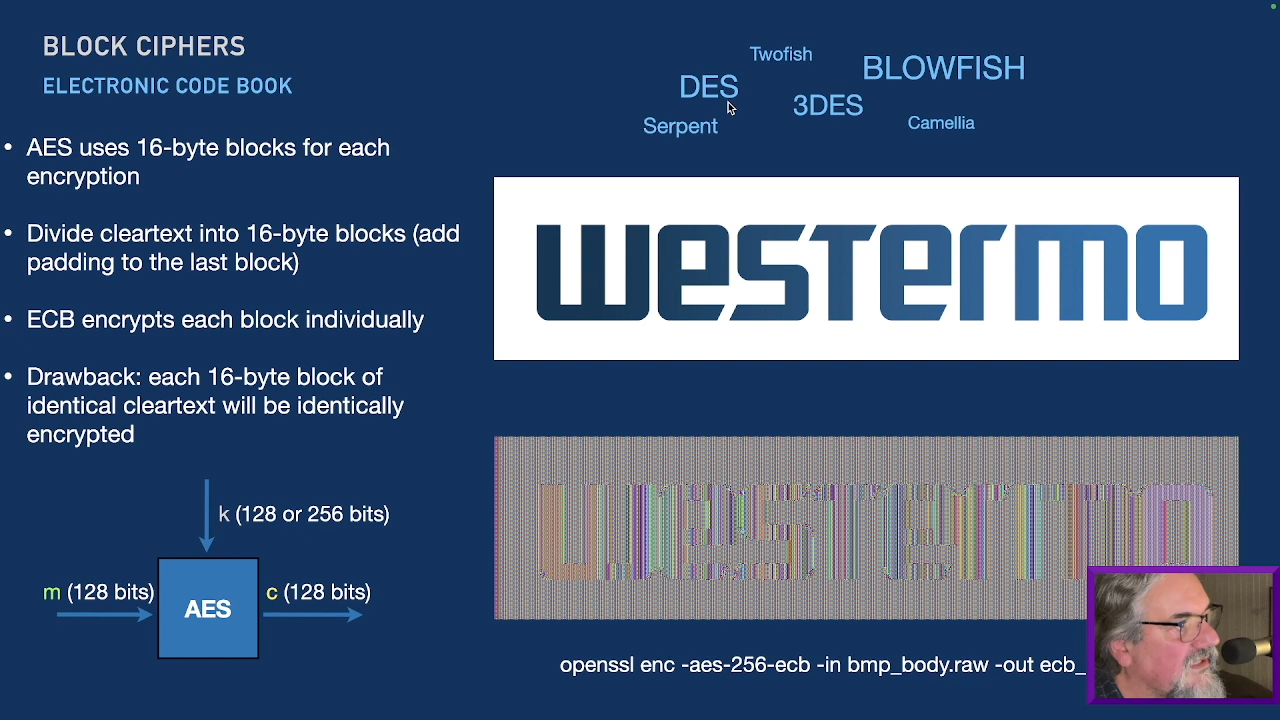 BLOCK CIPHERS
ELECTRONIC CODE BOOK
• AES uses 16-byte blocks for each
encryption
• Divide cleartext into 16-byte blocks (add
padding to the last block)
• ECB encrypts each block individually
• Drawback: each 16-byte block of
identical cleartext will be identically
encrypted
k (128 or 256 bits)
m (128 bits)
AES
c (128 bits)
Twofish
BLOWFISH
DES
3DES
Serpent
Camellia
westermo
westermo
openssl enc -aes-256-ecb -in bmp_body.raw -out ecb_